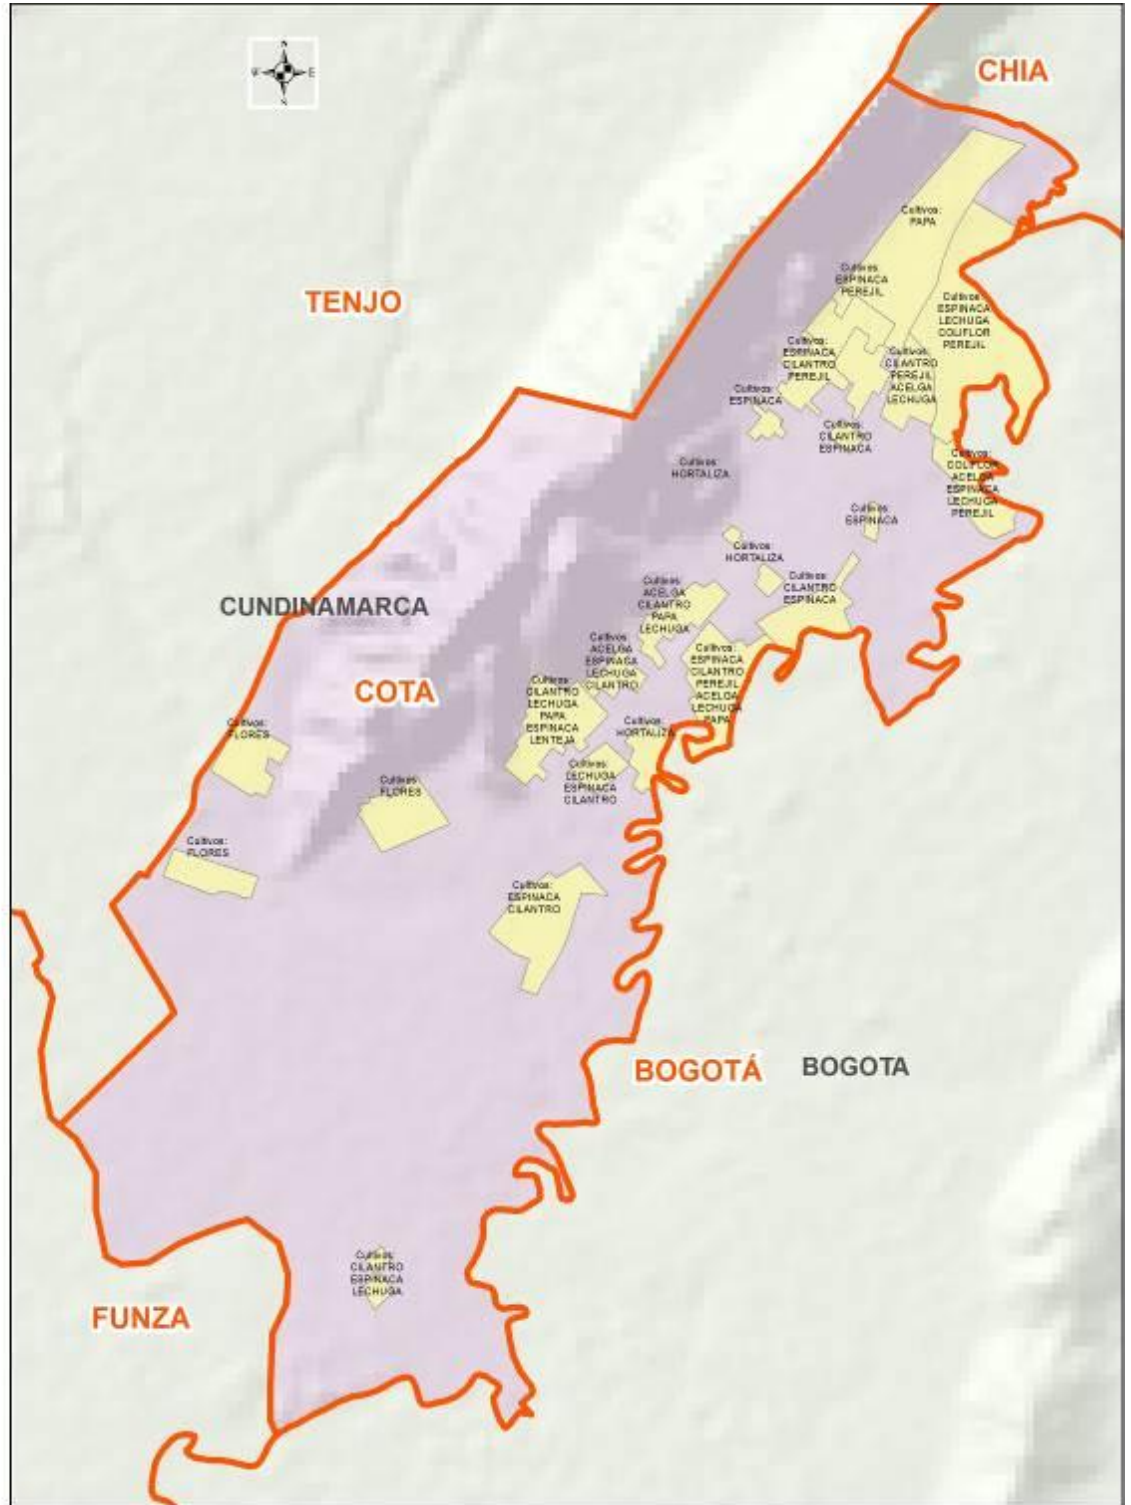 N
W
E
S
CHIA
Cultivos:
PAPA
Cultivos:
ESPINACA
PEREJIL
TENJO
Cultivos:
ESPINACA
LECHUGA
COLIFLOR
PEREJIL
Cultivos:
ESPINACA
CILANTRO
PEREJIL
Cultivos:
CILANTRO
PEREJIL
ACELGA
LECHUGA
Cultivos:
ESPINACA
Cultivos:
CILANTRO
ESPINACA
Cultivos:
HORTALIZA
Cultivos:
COLIFLOR
ACELGA
ESPINACA
LECHUGA
PEREJIL
Cultivos:
ESPINACA
Cultivos:
HORTALIZA
Cultivos:
CILANTRO
ESPINACA
Cultivos:
ACELGA
CILANTRO
PAPA
LECHUGA
CUNDINAMARCA
Cultivos:
ACELGA
ESPINACA
LECHUGA
CILANTRO
Cultivos:
ESPINACA
CILANTRO
PEREJIL
ACELGA
LECHUGA
PAPA
COTA
Cultivos:
CILANTRO
LECHUGA
PAPA
ESPINACA
LENTEJA
Cultivos:
HORTALIZA
Cultivos:
FLORES
Cultivos:
LECHUGA
ESPINACA
CILANTRO
Cultivos:
FLORES
Cultivos:
FLORES
Cultivos:
ESPINACA
CILANTRO
BOGOTÁ
BOGOTA
Cultivos:
CILANTRO
ESPINACA
LECHUGA
FUNZA